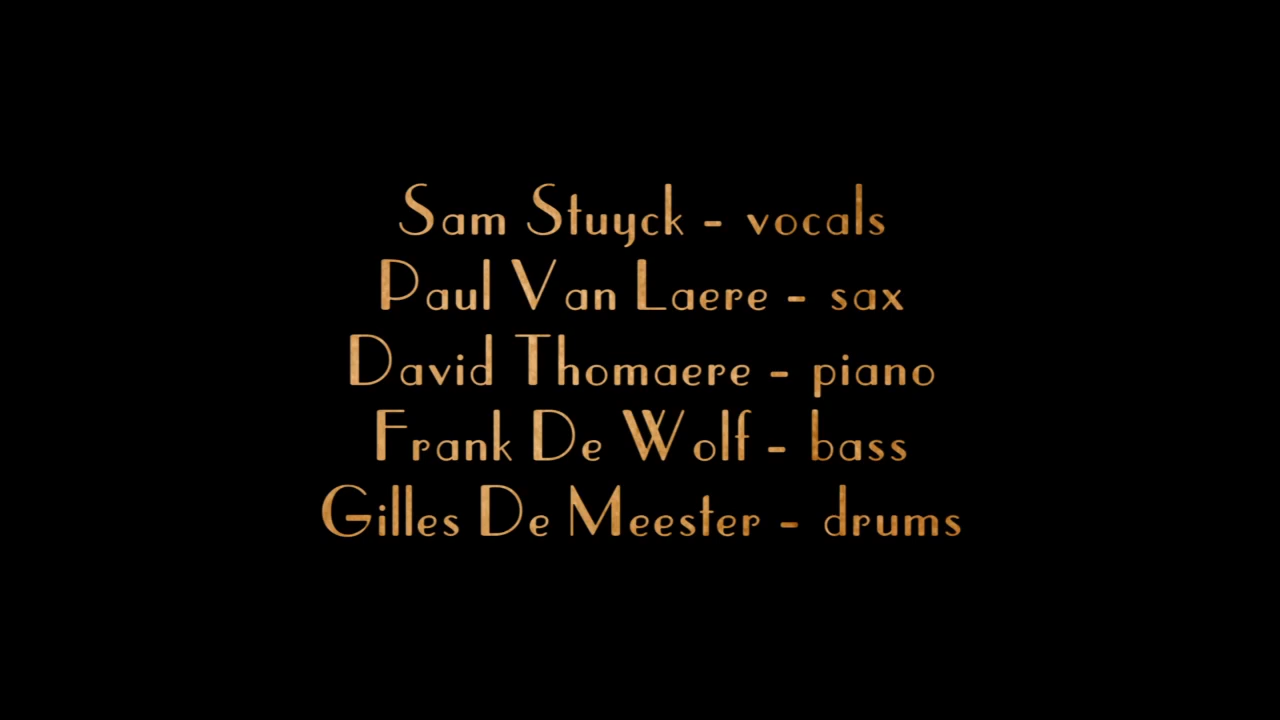 Sam Stuyck - vocals
Paul Van Laere - sax
David Thomaere - piano
Frank De Wolf - bass
Gilles De Meester - drums